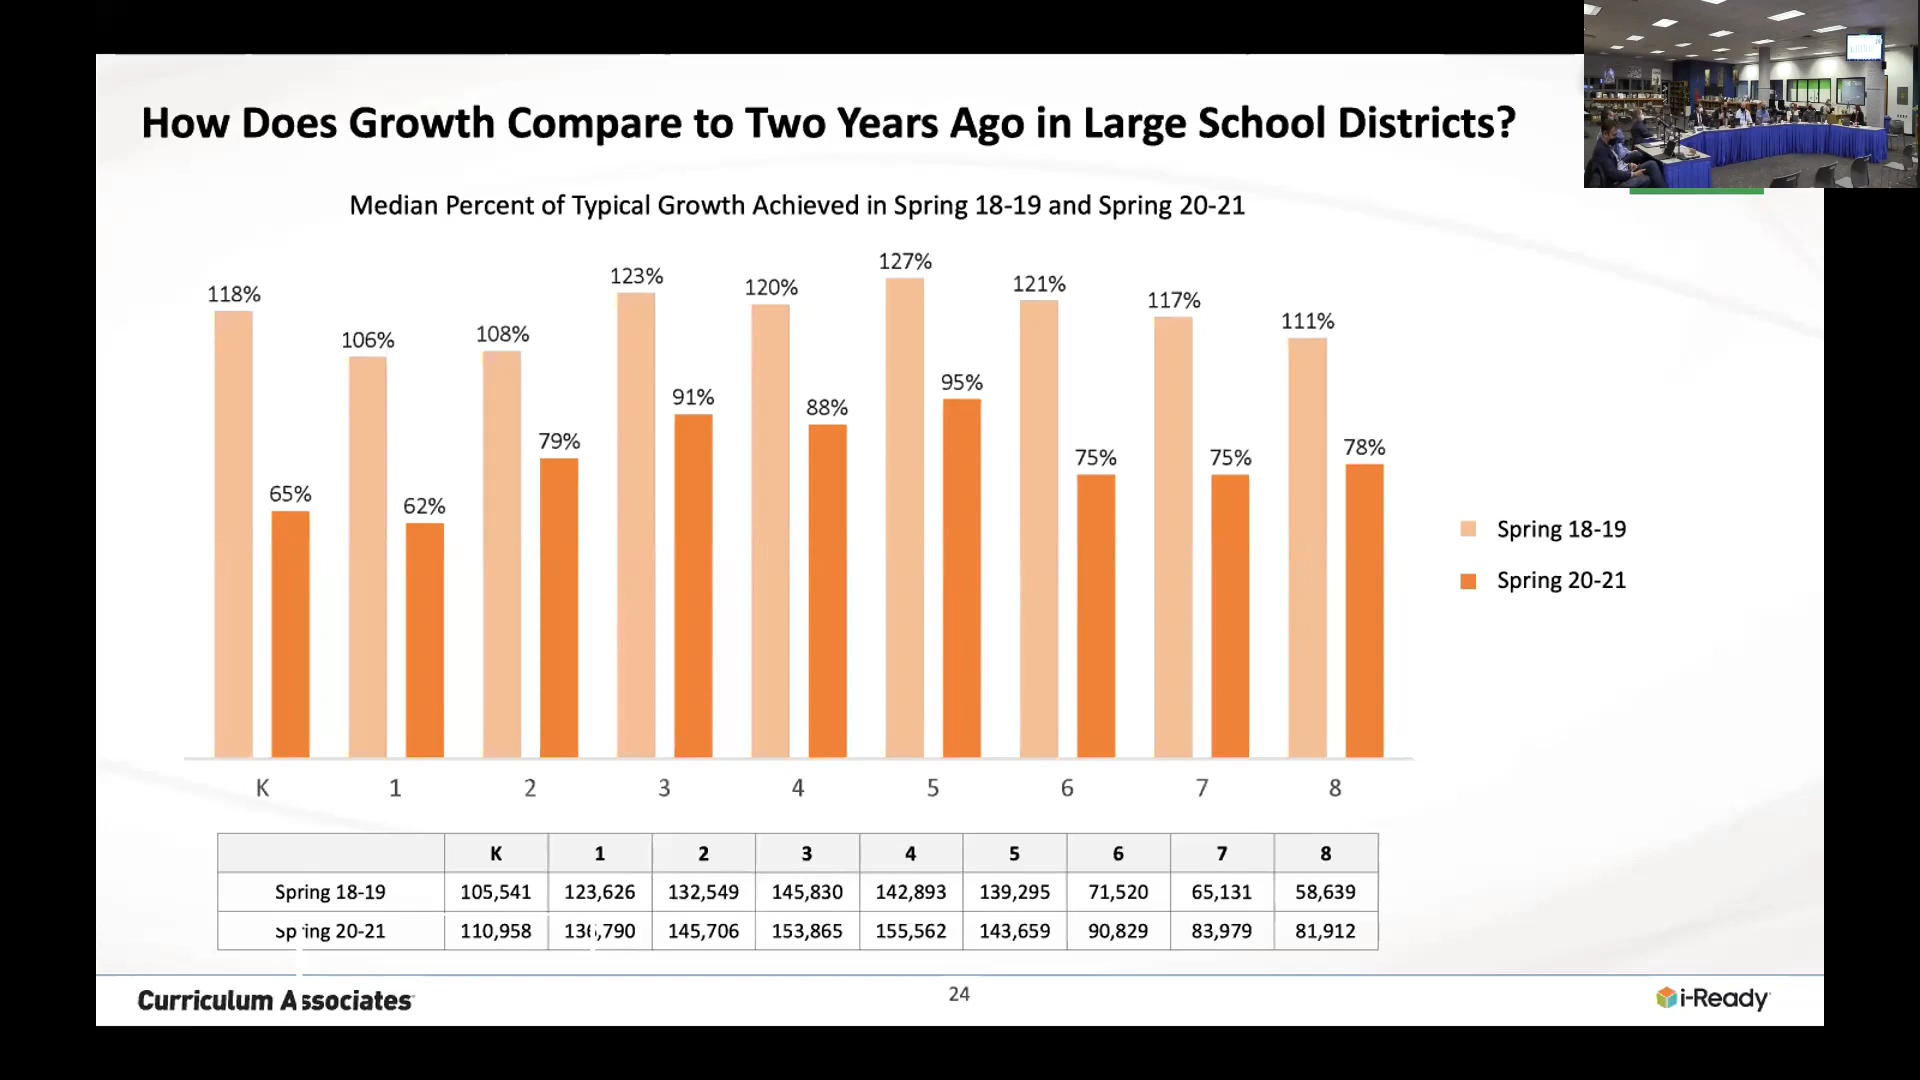 How Does Growth Compare to Two Years Ago in Large School Districts?
Median Percent of Typical Growth Achieved in Spring 18-19 and Spring 20-21
118% 65% 106% 62% 108% 79% 123% 91% 120% 88% 127% 95% 121% 75% 117% 75% 111% 78%
Spring 18-19
Spring 20-21
K 1 2 3 4 5 6 7 8
K 1 2 3 4 5 6 7 8
Spring 18-19 105,541 123,626 132,549 145,830 142,893 139,295 71,520 65,131 58,639
Spring 20-21 110,958 136,790 145,706 153,865 155,562 143,659 90,829 83,979 81,912
Curriculum Associates 24 i-Ready